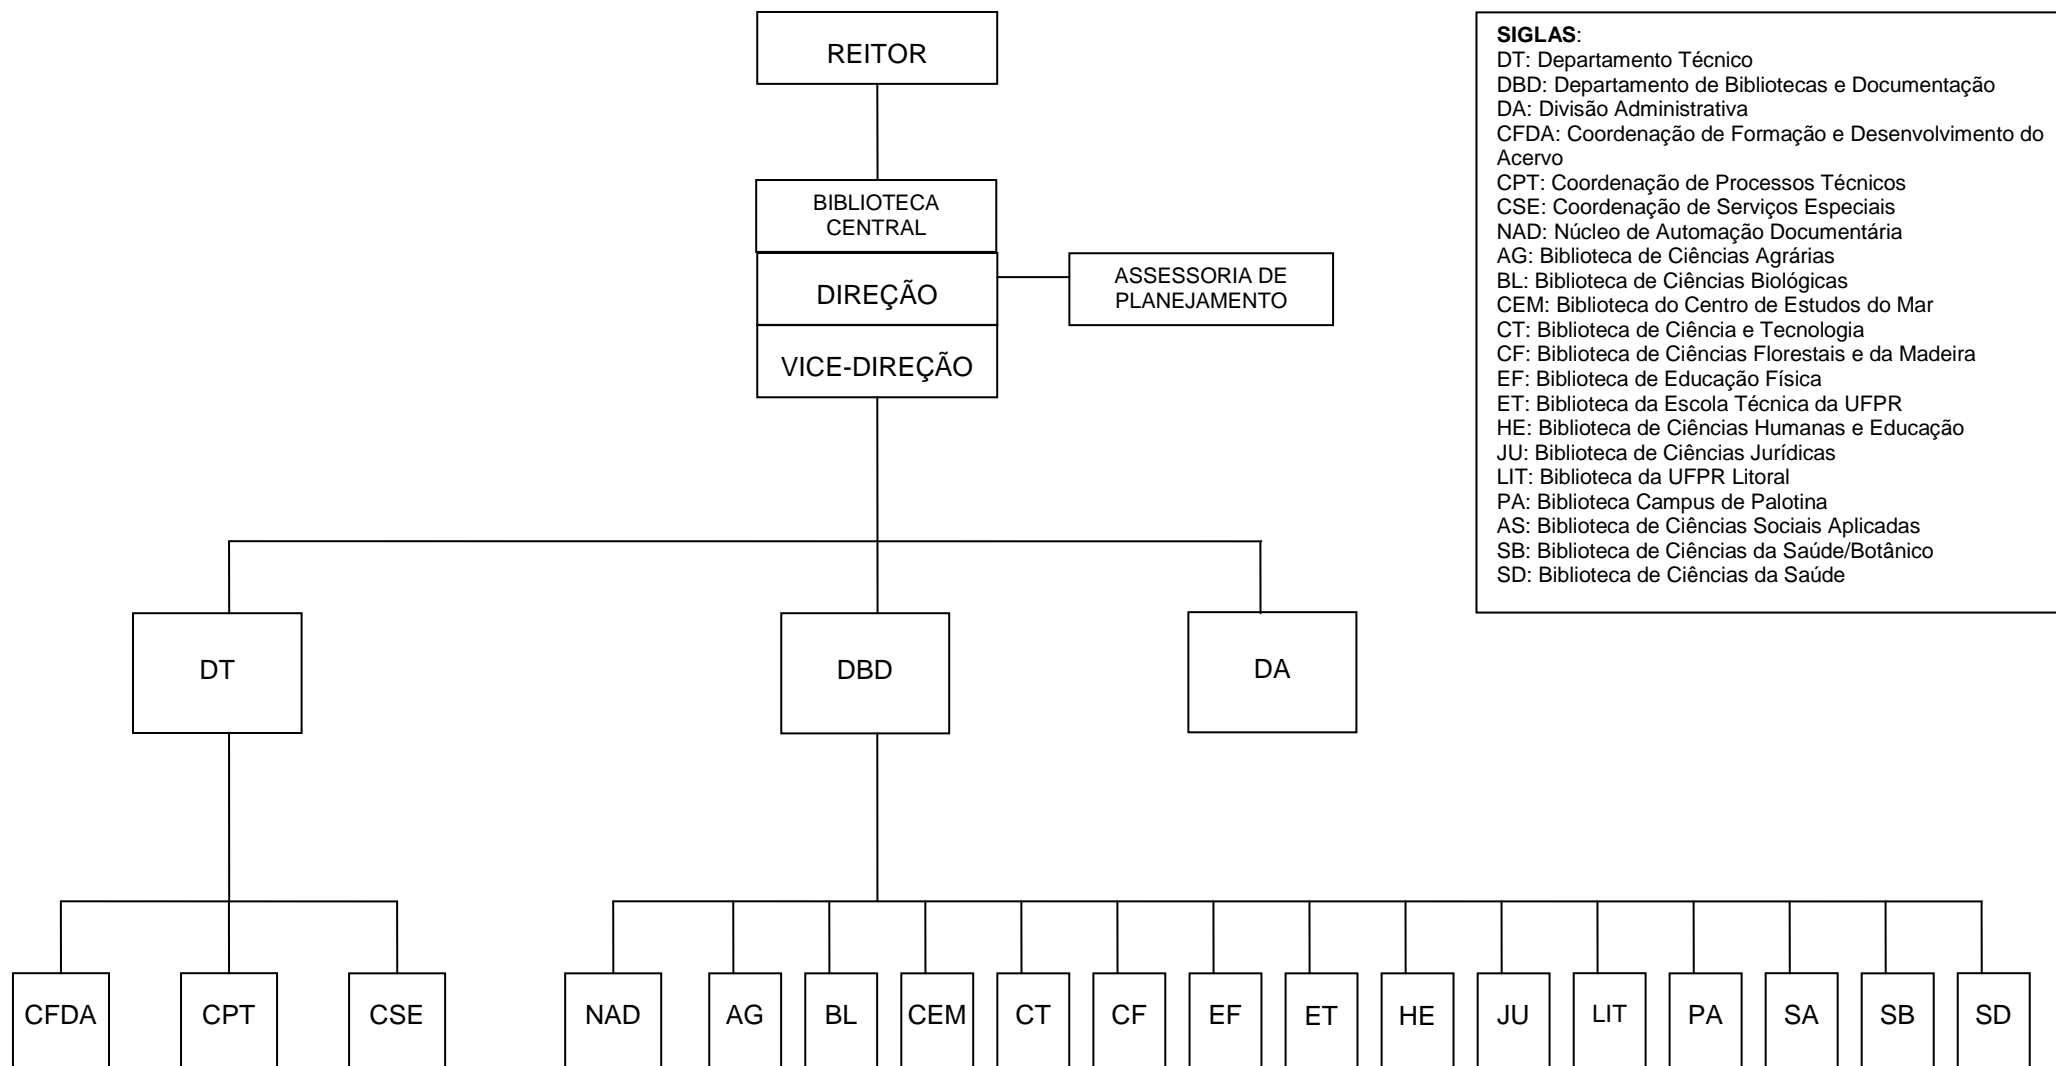 REITOR
BIBLIOTECA
CENTRAL
DIREÇÃO
VICE-DIREÇÃO
ASSESSORIA DE
PLANEJAMENTO
SIGLAS:
DT: Departamento Técnico
DBD: Departamento de Bibliotecas e Documentação
DA: Divisão Administrativa
CFDA: Coordenação de Formação e Desenvolvimento do
Acervo
CPT: Coordenação de Processos Técnicos
CSE: Coordenação de Serviços Especiais
NAD: Núcleo de Automação Documentária
AG: Biblioteca de Ciências Agrárias
BL: Biblioteca de Ciências Biológicas
CEM: Biblioteca do Centro de Estudos do Mar
CT: Biblioteca de Ciência e Tecnologia
CF: Biblioteca de Ciências Florestais e da Madeira
EF: Biblioteca de Educação Física
ET: Biblioteca da Escola Técnica da UFPR
HE: Biblioteca de Ciências Humanas e Educação
JU: Biblioteca de Ciências Jurídicas
LIT: Biblioteca da UFPR Litoral
PA: Biblioteca Campus de Palotina
AS: Biblioteca de Ciências Sociais Aplicadas
SB: Biblioteca de Ciências da Saúde/Botânico
SD: Biblioteca de Ciências da Saúde
DT
DBD
DA
CFDA
CPT
CSE
NAD
AG
BL
CEM
CT
CF
EF
ET
HE
JU
LIT
PA
SA
SB
SD